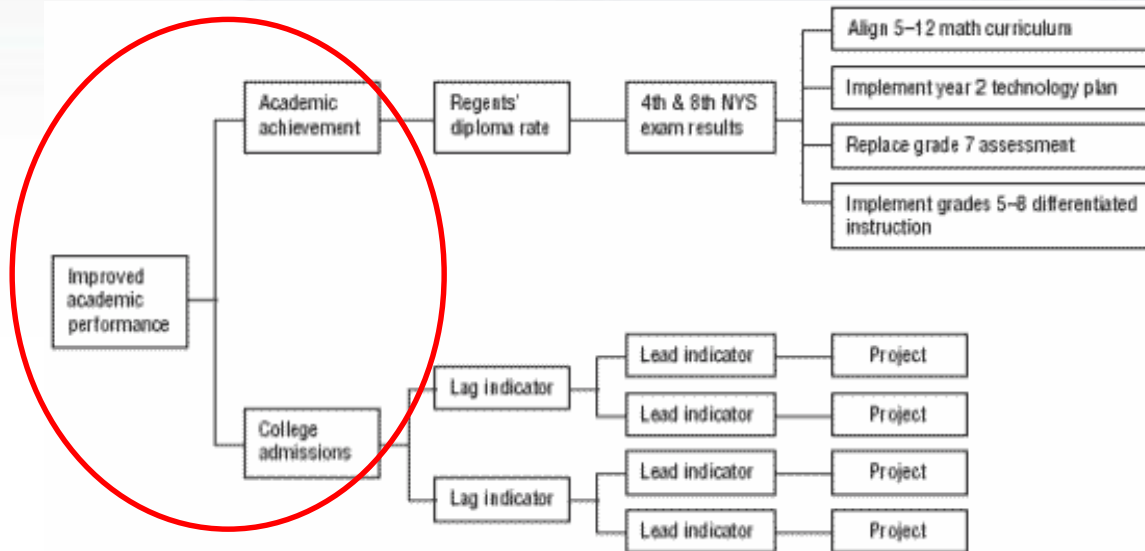 Align 5–12 math curriculum
Implement year 2 technology plan
Academic
achievement
Regents'
diploma rate
4th & 8th NYS
exam results
Replace grade 7 assessment
Implement grades 5–8 differentiated
instruction
Improved
academic
performance
College
admissions
Lag indicator
Lead indicator
Project
Lead indicator
Project
Lag indicator
Lead indicator
Project
Lead indicator
Project